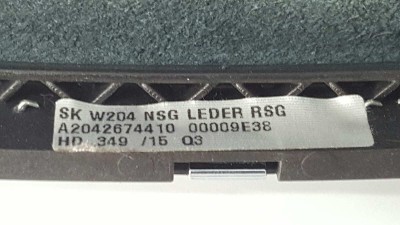 SK W204 NSG LEDER RSG
A2042674410 00009E38
HD 349 /15 Q3